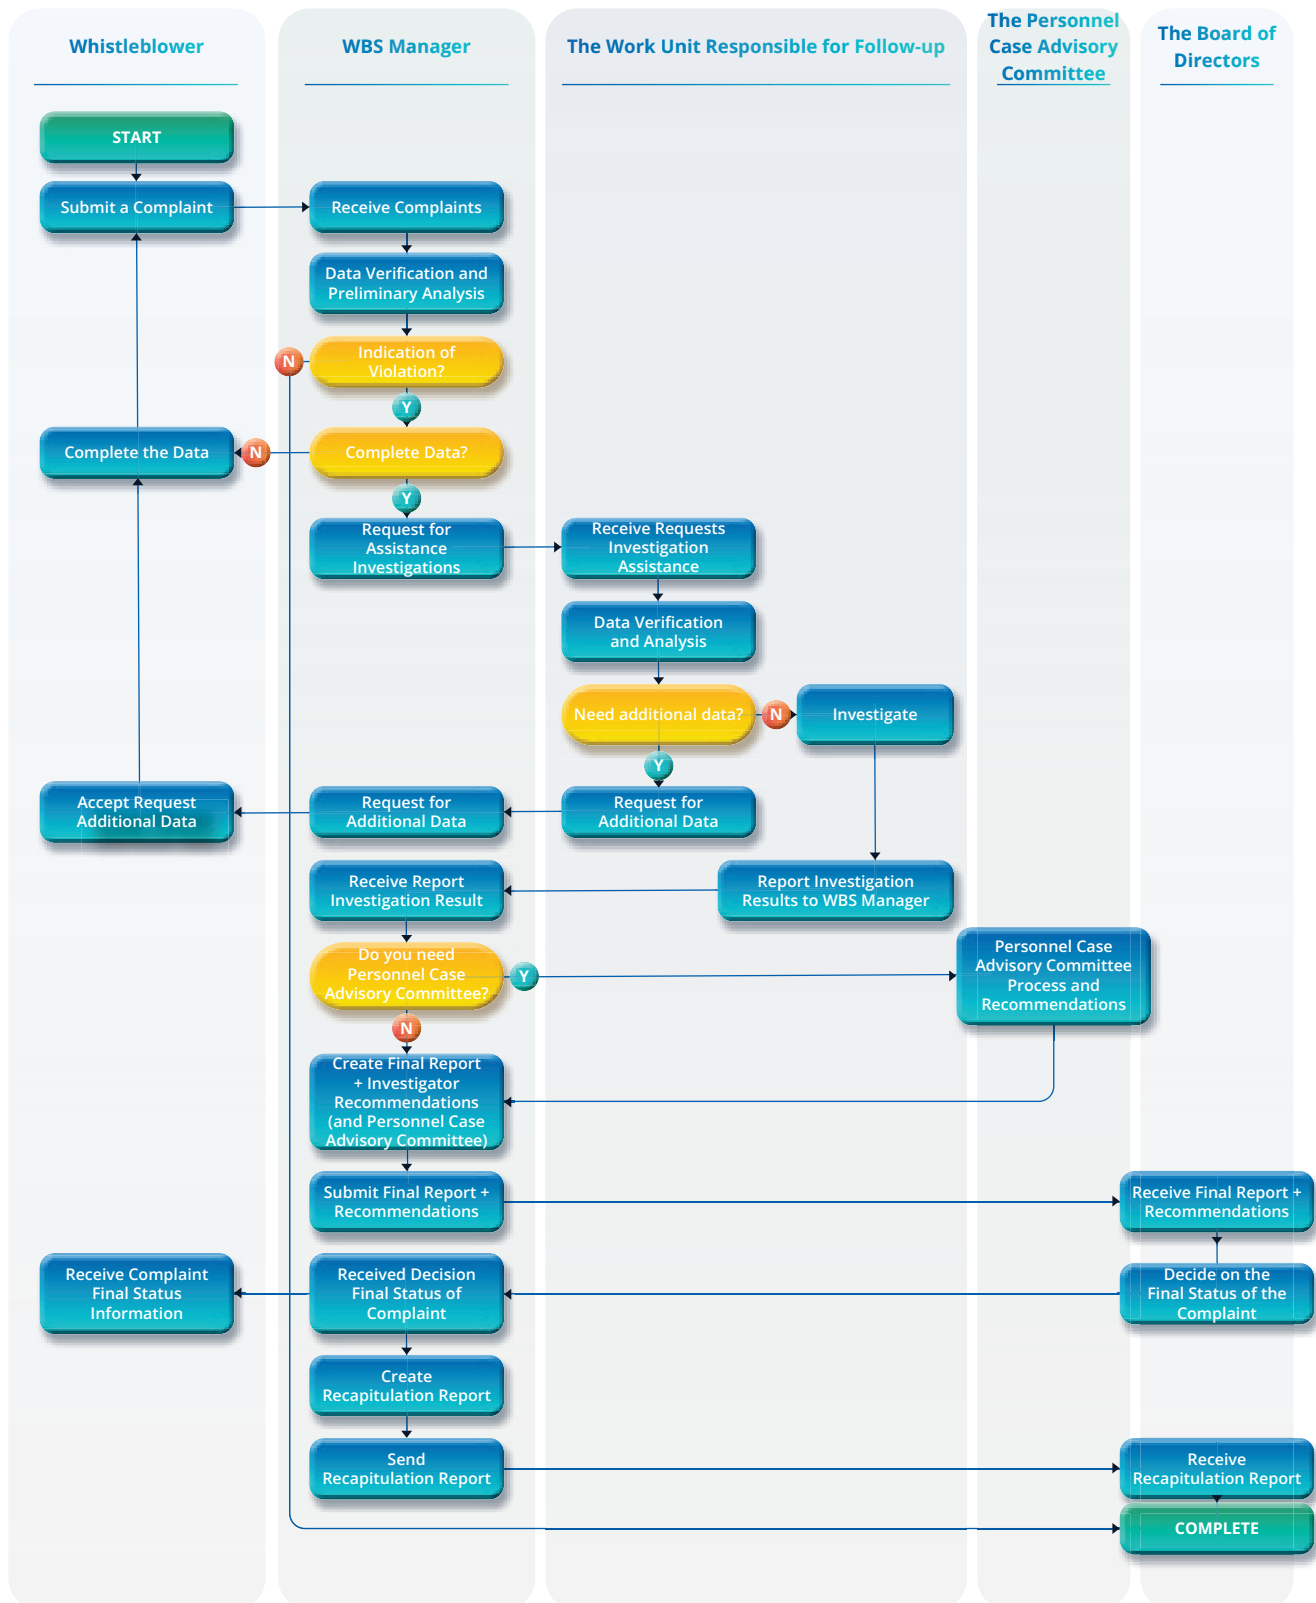 Whistleblower
WBS Manager
The Work Unit Responsible for Follow-up
The Personnel
Case Advisory
Committee
The Board of
Directors
START
Submit a Complaint
Receive Complaints
Data Verification and
Preliminary Analysis
Indication of
Violation?
N
Y
Complete the Data
N
Complete Data?
Y
Request for
Assistance
Investigations
Receive Requests
Investigation
Assistance
Data Verification
and Analysis
Need additional data?
N
Investigate
Y
Accept Request
Additional Data
Request for
Additional Data
Request for
Additional Data
Receive Report
Investigation Result
Report Investigation
Results to WBS Manager
Do you need
Personnel Case
Advisory Committee?
Y
Personnel Case
Advisory Committee
Process and
Recommendations
N
Create Final Report
+ Investigator
Recommendations
(and Personnel Case
Advisory Committee)
Submit Final Report +
Recommendations
Receive Final Report +
Recommendations
Receive Complaint
Final Status
Information
Received Decision
Final Status of
Complaint
Decide on the
Final Status of the
Complaint
Create
Recapitulation Report
Send
Recapitulation Report
Receive
Recapitulation Report
COMPLETE